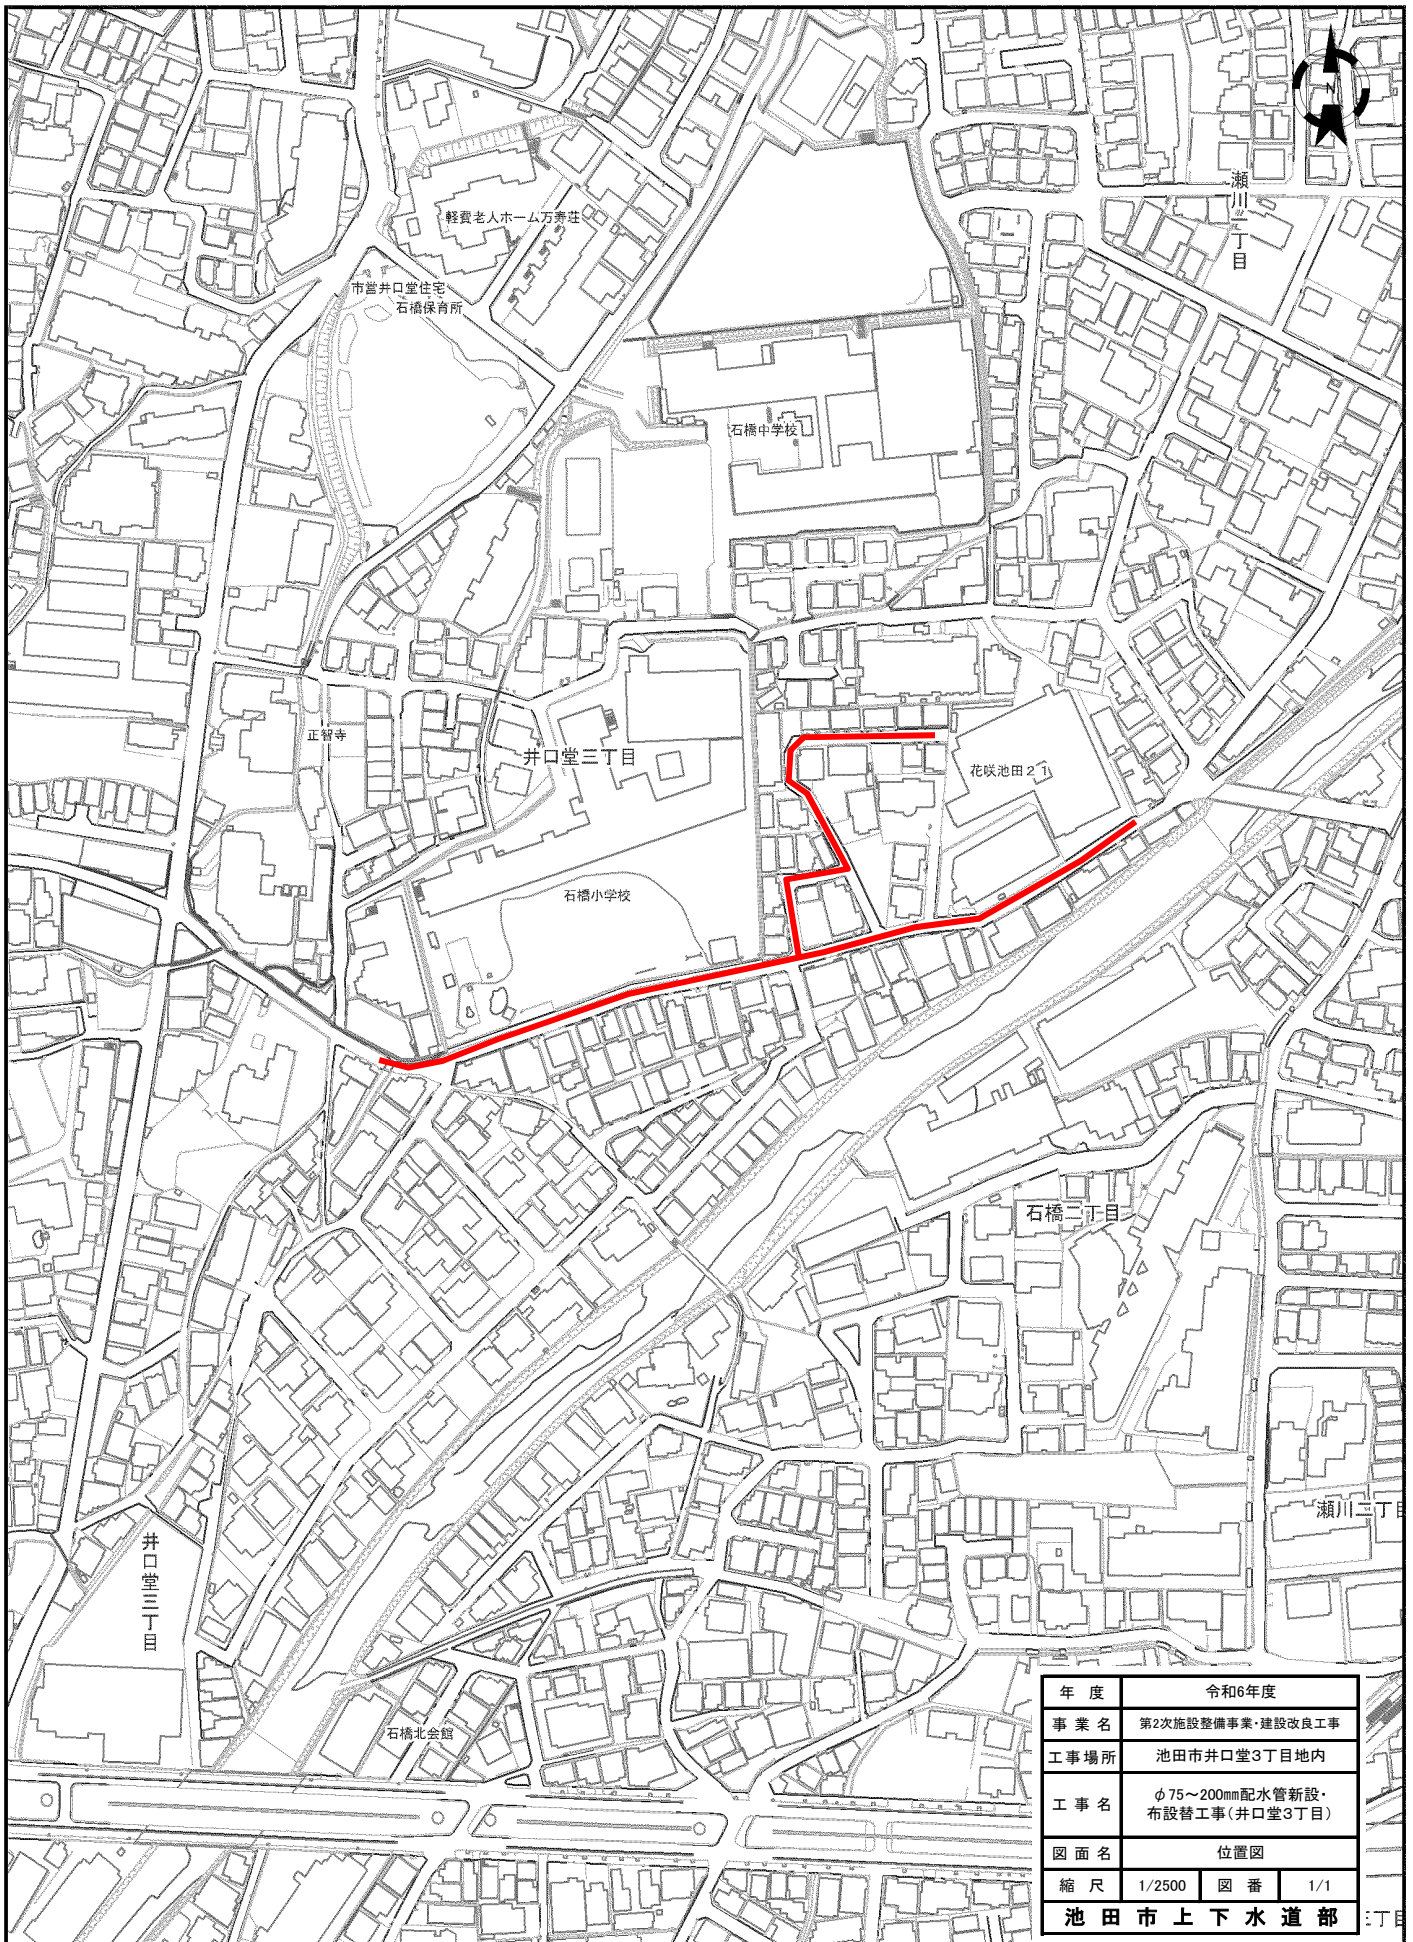 N
瀬川一丁目
軽費老人ホーム万寿荘
市営井口堂住宅
石橋保育所
石橋中学校
正智寺
井口堂三丁目
花咲池田21
石橋小学校
石橋二丁目
瀬川三丁目
井口堂三丁目
石橋北会館
年 度 令和6年度
事 業 名 第2次施設整備事業・建設改良工事
工事場所 池田市井口堂3丁目地内
工 事 名 φ75～200mm配水管新設・
布設替工事(井口堂3丁目)
図 面 名 位置図
縮 尺 1/2500 図 番 1/1
池 田 市 上 下 水 道 部
三丁目